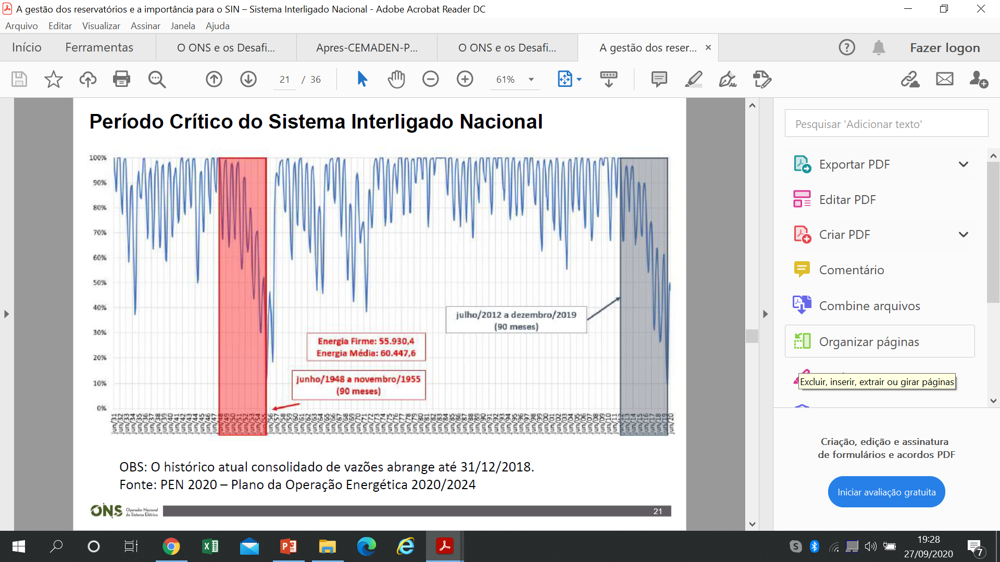 A gestão dos reservatórios e a importância para o SIN – Sistema Interligado Nacional - Adobe Acrobat Reader DC
Arquivo Editar Visualizar Assinar Janela Ajuda
Início Ferramentas O ONS e os Desafi... Apres-CEMADEN-P... O ONS e os Desafi... A gestão dos reser... Fazer logon
21 / 36 61%
Período Crítico do Sistema Interligado Nacional
100%
90%
80%
70%
60%
50%
40%
30%
20%
10%
0%
julho/2012 a dezembro/2019
(90 meses)
Energia Firme: 55.930,4
Energia Média: 60.447,6
junho/1948 a novembro/1955
(90 meses)
jun/31 jun/32 jun/33 jun/34 jun/35 jun/36 jun/37 jun/38 jun/39 jun/40 jun/41 jun/42 jun/43 jun/44 jun/45 jun/46 jun/47 jun/48 jun/49 jun/50 jun/51 jun/52 jun/53 jun/54 jun/55 jun/56 jun/57 jun/58 jun/59 jun/60 jun/61 jun/62 jun/63 jun/64 jun/65 jun/66 jun/67 jun/68 jun/69 jun/70 jun/71 jun/72 jun/73 jun/74 jun/75 jun/76 jun/77 jun/78 jun/79 jun/80 jun/81 jun/82 jun/83 jun/84 jun/85 jun/86 jun/87 jun/88 jun/89 jun/90 jun/91 jun/92 jun/93 jun/94 jun/95 jun/96 jun/97 jun/98 jun/99 jun/00 jun/01 jun/02 jun/03 jun/04 jun/05 jun/06 jun/07 jun/08 jun/09 jun/10 jun/11 jun/12 jun/13 jun/14 jun/15 jun/16 jun/17 jun/18 jun/19 jun/20
OBS: O histórico atual consolidado de vazões abrange até 31/12/2018.
Fonte: PEN 2020 – Plano da Operação Energética 2020/2024
ONS Operador Nacional
do Sistema Elétrico
21
Pesquisar 'Adicionar texto'
Exportar PDF
Editar PDF
Criar PDF
Comentário
Combine arquivos
Organizar páginas
Excluir, inserir, extrair ou girar páginas
Criação, edição e assinatura
de formulários e acordos PDF
Iniciar avaliação gratuita
19:28
27/09/2020
7